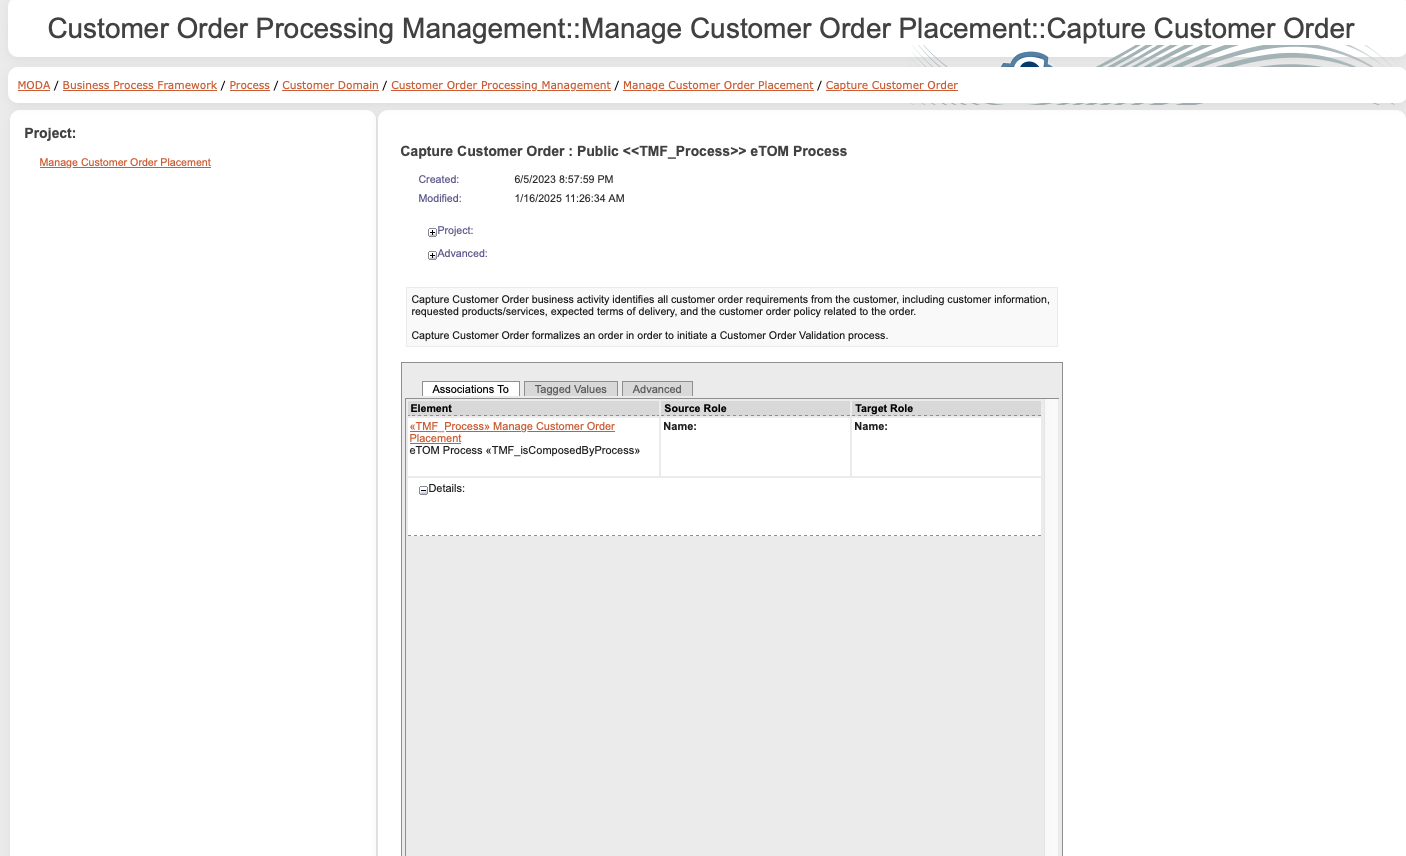 Customer Order Processing Management::Manage Customer Order Placement::Capture Customer Order
MODA / Business Process Framework / Process / Customer Domain / Customer Order Processing Management / Manage Customer Order Placement / Capture Customer Order
Project:
Manage Customer Order Placement
Capture Customer Order : Public <<TMF_Process>> eTOM Process
Created: 6/5/2023 8:57:59 PM
Modified: 1/16/2025 11:26:34 AM
Project:
Advanced:
Capture Customer Order business activity identifies all customer order requirements from the customer, including customer information,
requested products/services, expected terms of delivery, and the customer order policy related to the order.
Capture Customer Order formalizes an order in order to initiate a Customer Order Validation process.
Associations To Tagged Values Advanced
Element Source Role Target Role
«TMF_Process» Manage Customer Order Name: Name:
Placement
eTOM Process «TMF_isComposedByProcess»
Details: